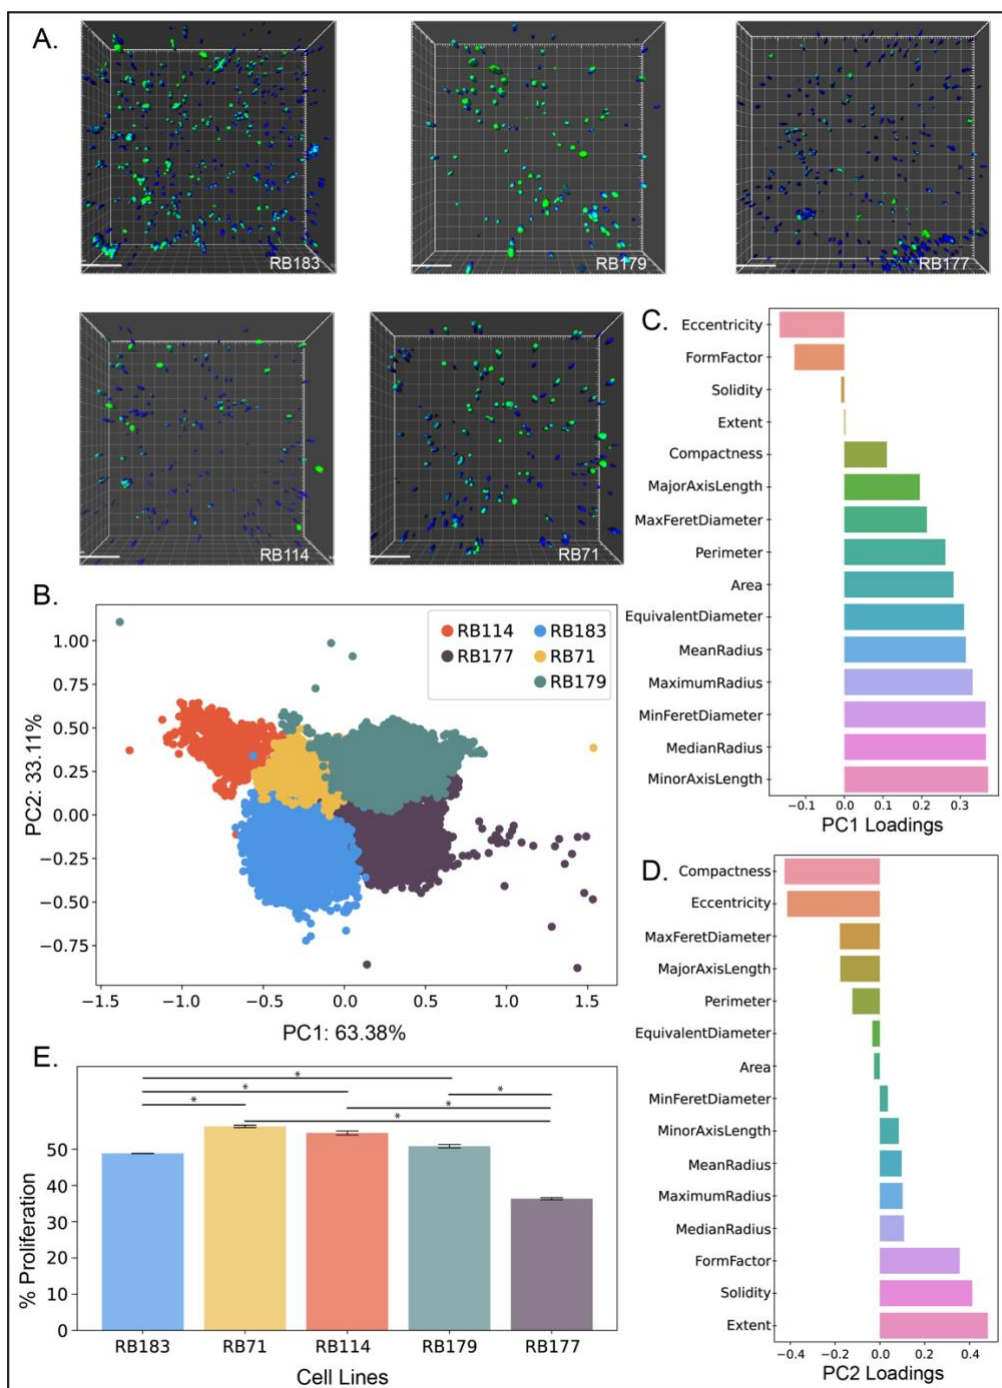 A.
RB183
RB179
RB177
RB114
RB71
B.
RB114
RB177
RB183
RB71
RB179
1.00
0.75
0.50
0.25
0.00
−0.25
−0.50
−0.75
PC2: 33.11%
−1.5
−1.0
−0.5
0.0
0.5
1.0
1.5
PC1: 63.38%
C.
Eccentricity
FormFactor
Solidity
Extent
Compactness
MajorAxisLength
MaxFeretDiameter
Perimeter
Area
EquivalentDiameter
MeanRadius
MaximumRadius
MinFeretDiameter
MedianRadius
MinorAxisLength
−0.1
0.0
0.1
0.2
0.3
PC1 Loadings
D.
Compactness
Eccentricity
MaxFeretDiameter
MajorAxisLength
Perimeter
EquivalentDiameter
Area
MinFeretDiameter
MinorAxisLength
MeanRadius
MaximumRadius
MedianRadius
FormFactor
Solidity
Extent
−0.4
−0.2
0.0
0.2
0.4
PC2 Loadings
E.
*
*
*
*
*
*
50
40
30
20
10
0
% Proliferation
RB183
RB71
RB114
RB179
RB177
Cell Lines